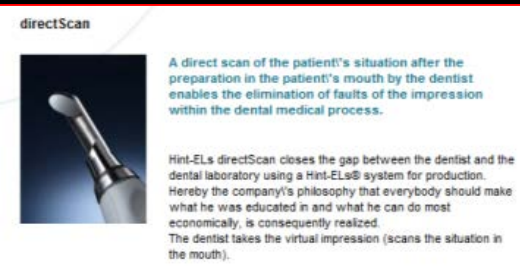 directScan
A direct scan of the patient\'s situation after the
preparation in the patient\'s mouth by the dentist
enables the elimination of faults of the impression
within the dental medical process.
Hint-ELs directScan closes the gap between the dentist and the
dental laboratory using a Hint-ELs® system for production.
Hereby the company\'s philosophy that everybody should make
what he was educated in and what he can do most
economically, is consequently realized.
The dentist takes the virtual impression (scans the situation in
the mouth).